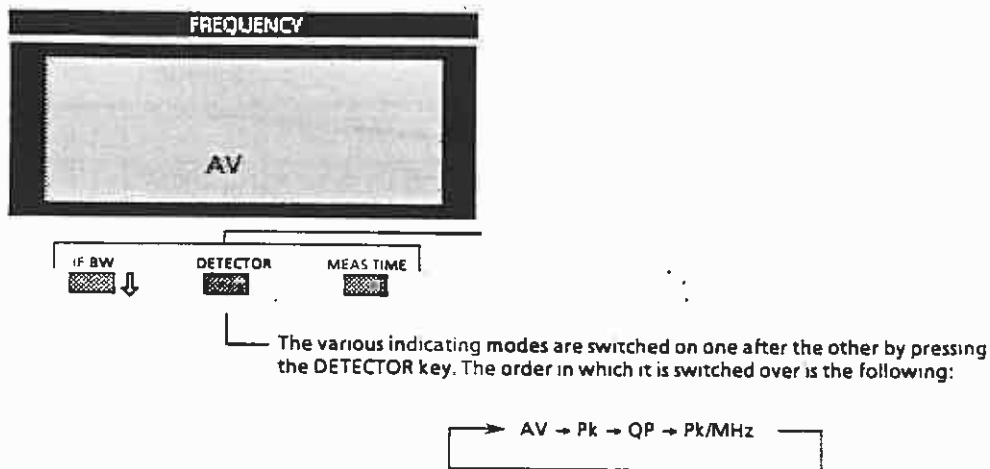 FREQUENCY
AV
IF BW ⇩ DETECTOR MEAS TIME
The various indicating modes are switched on one after the other by pressing
the DETECTOR key. The order in which it is switched over is the following:
AV → Pk → QP → Pk/MHz